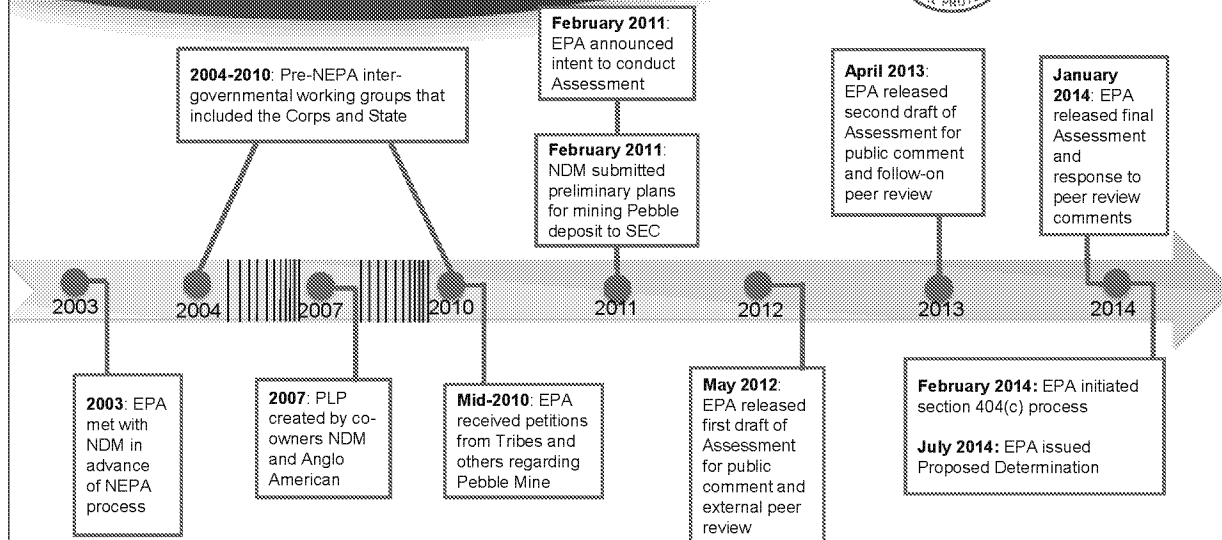 PROTE
February 2011:
EPA announced
intent to conduct
Assessment
2004-2010: Pre-NEPA inter-
governmental working groups that
included the Corps and State
February 2011:
NDM submitted
preliminary plans
for mining Pebble
deposit to SEC
April 2013:
EPA released
second draft of
Assessment for
public comment
and follow-on
peer review
January
2014: EPA
released final
Assessment
and
response to
peer review
comments
2003
2004
2007
2010
2011
2012
2013
2014
2003: EPA
met with
NDM in
advance
of NEPA
process
2007: PLP
created by co-
owners NDM
and Anglo
American
Mid-2010: EPA
received petitions
from Tribes and
others regarding
Pebble Mine
May 2012:
EPA released
first draft of
Assessment
for public
comment and
external peer
review
February 2014: EPA initiated
section 404(c) process
July 2014: EPA issued
Proposed Determination